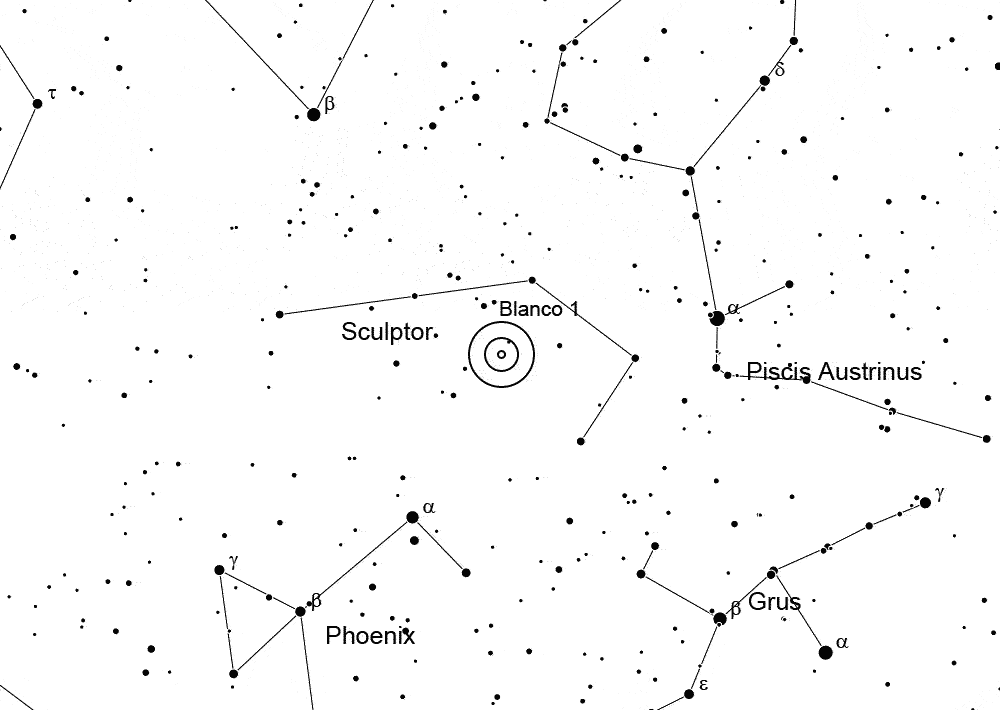 δ
τ
β
Blanco 1
α
Sculptor
Piscis Austrinus
γ
α
γ
β
β
Grus
Phoenix
α
ε